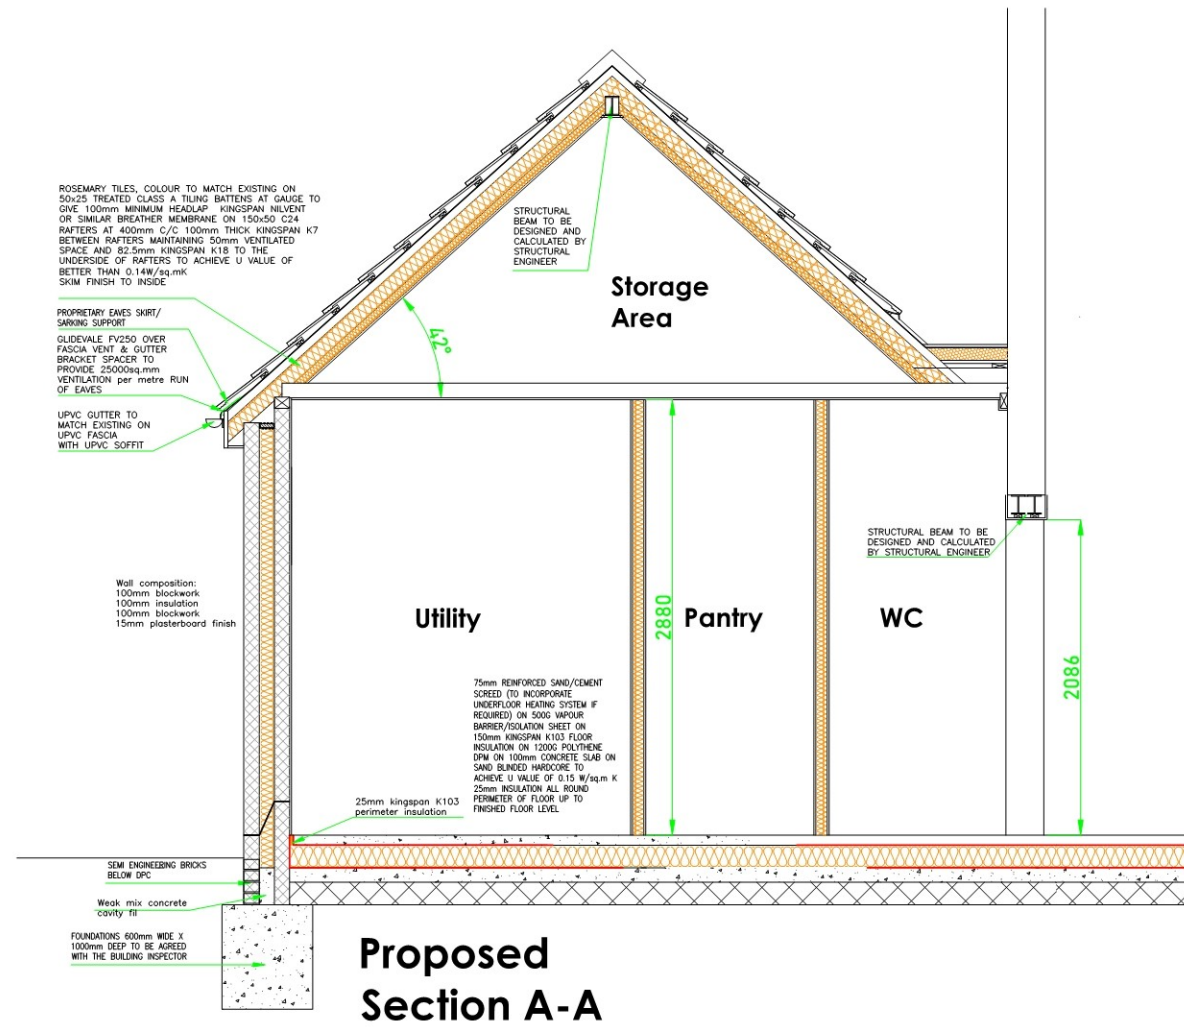 ROSEMARY TILES, COLOUR TO MATCH EXISTING ON
50x25 TREATED CLASS A TILING BATTENS AT GAUGE TO
GIVE 100mm MINIMUM HEADLAP KINGSPAN NILVENT
OR SIMILAR BREATHER MEMBRANE ON 150x50 C24
RAFTERS AT 400mm C/C 100mm THICK KINGSPAN K7
BETWEEN RAFTERS MAINTAINING 50mm VENTILATED
SPACE AND 82.5mm KINGSPAN K18 TO THE
UNDERSIDE OF RAFTERS TO ACHIEVE U VALUE OF
BETTER THAN 0.14W/sq.mK
SKIM FINISH TO INSIDE
PROPRIETARY EAVES SKIRT/
SARKING SUPPORT
GLIDEVALE FV250 OVER
FASCIA VENT & GUTTER
BRACKET SPACER TO
PROVIDE 25000sq.mm
VENTILATION per metre RUN
OF EAVES
UPVC GUTTER TO
MATCH EXISTING ON
UPVC FASCIA
WITH UPVC SOFFIT
STRUCTURAL
BEAM TO BE
DESIGNED AND
CALCULATED BY
STRUCTURAL
ENGINEER
Storage
Area
42°
STRUCTURAL BEAM TO BE
DESIGNED AND CALCULATED
BY STRUCTURAL ENGINEER
Wall composition:
100mm blockwork
100mm insulation
100mm blockwork
15mm plasterboard finish
Utility
Pantry
WC
2880
2086
75mm REINFORCED SAND/CEMENT
SCREED (TO INCORPORATE
UNDERFLOOR HEATING SYSTEM IF
REQUIRED) ON 500G VAPOUR
BARRIER/ISOLATION SHEET ON
150mm KINGSPAN K103 FLOOR
INSULATION ON 1200G POLYTHENE
DPM ON 100mm CONCRETE SLAB ON
SAND BLINDED HARDCORE TO
ACHIEVE U VALUE OF 0.15 W/sq.m K
25mm INSULATION ALL ROUND
PERIMETER OF FLOOR UP TO
FINISHED FLOOR LEVEL
25mm kingspan K103
perimeter insulation
SEMI ENGINEERING BRICKS
BELOW DPC
Weak mix concrete
cavity fil
FOUNDATIONS 600mm WIDE X
1000mm DEEP TO BE AGREED
WITH THE BUILDING INSPECTOR
Proposed
Section A-A